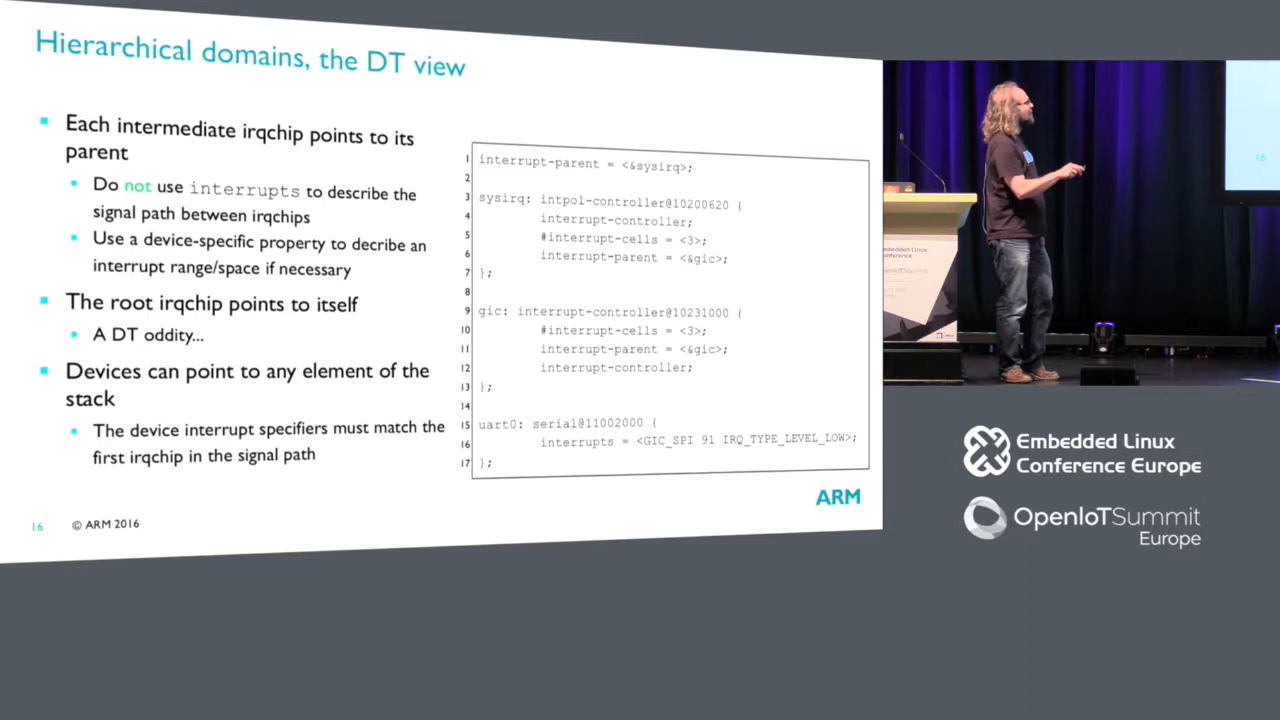 Hierarchical domains, the DT view
Each intermediate irqchip points to its
parent
Do not use interrupts to describe the
signal path between irqchips
Use a device-specific property to decribe an
interrupt range/space if necessary
The root irqchip points to itself
A DT oddity...
Devices can point to any element of the
stack
The device interrupt specifiers must match the
first irqchip in the signal path
1 interrupt-parent = <&sysirq>;
2
3 sysirq: intpol-controller@10200620 {
4 interrupt-controller;
5 #interrupt-cells = <3>;
6 interrupt-parent = <&gic>;
7 };
8
9 gic: interrupt-controller@10231000 {
10 #interrupt-cells = <3>;
11 interrupt-parent = <&gic>;
12 interrupt-controller;
13 };
14
15 uart0: serial@11002000 {
16 interrupts = <GIC_SPI 91 IRQ_TYPE_LEVEL_LOW>;
17 };
16 © ARM 2016
ARM
16
Embedded Linux
Conference Europe
OpenIoTSummit
Europe